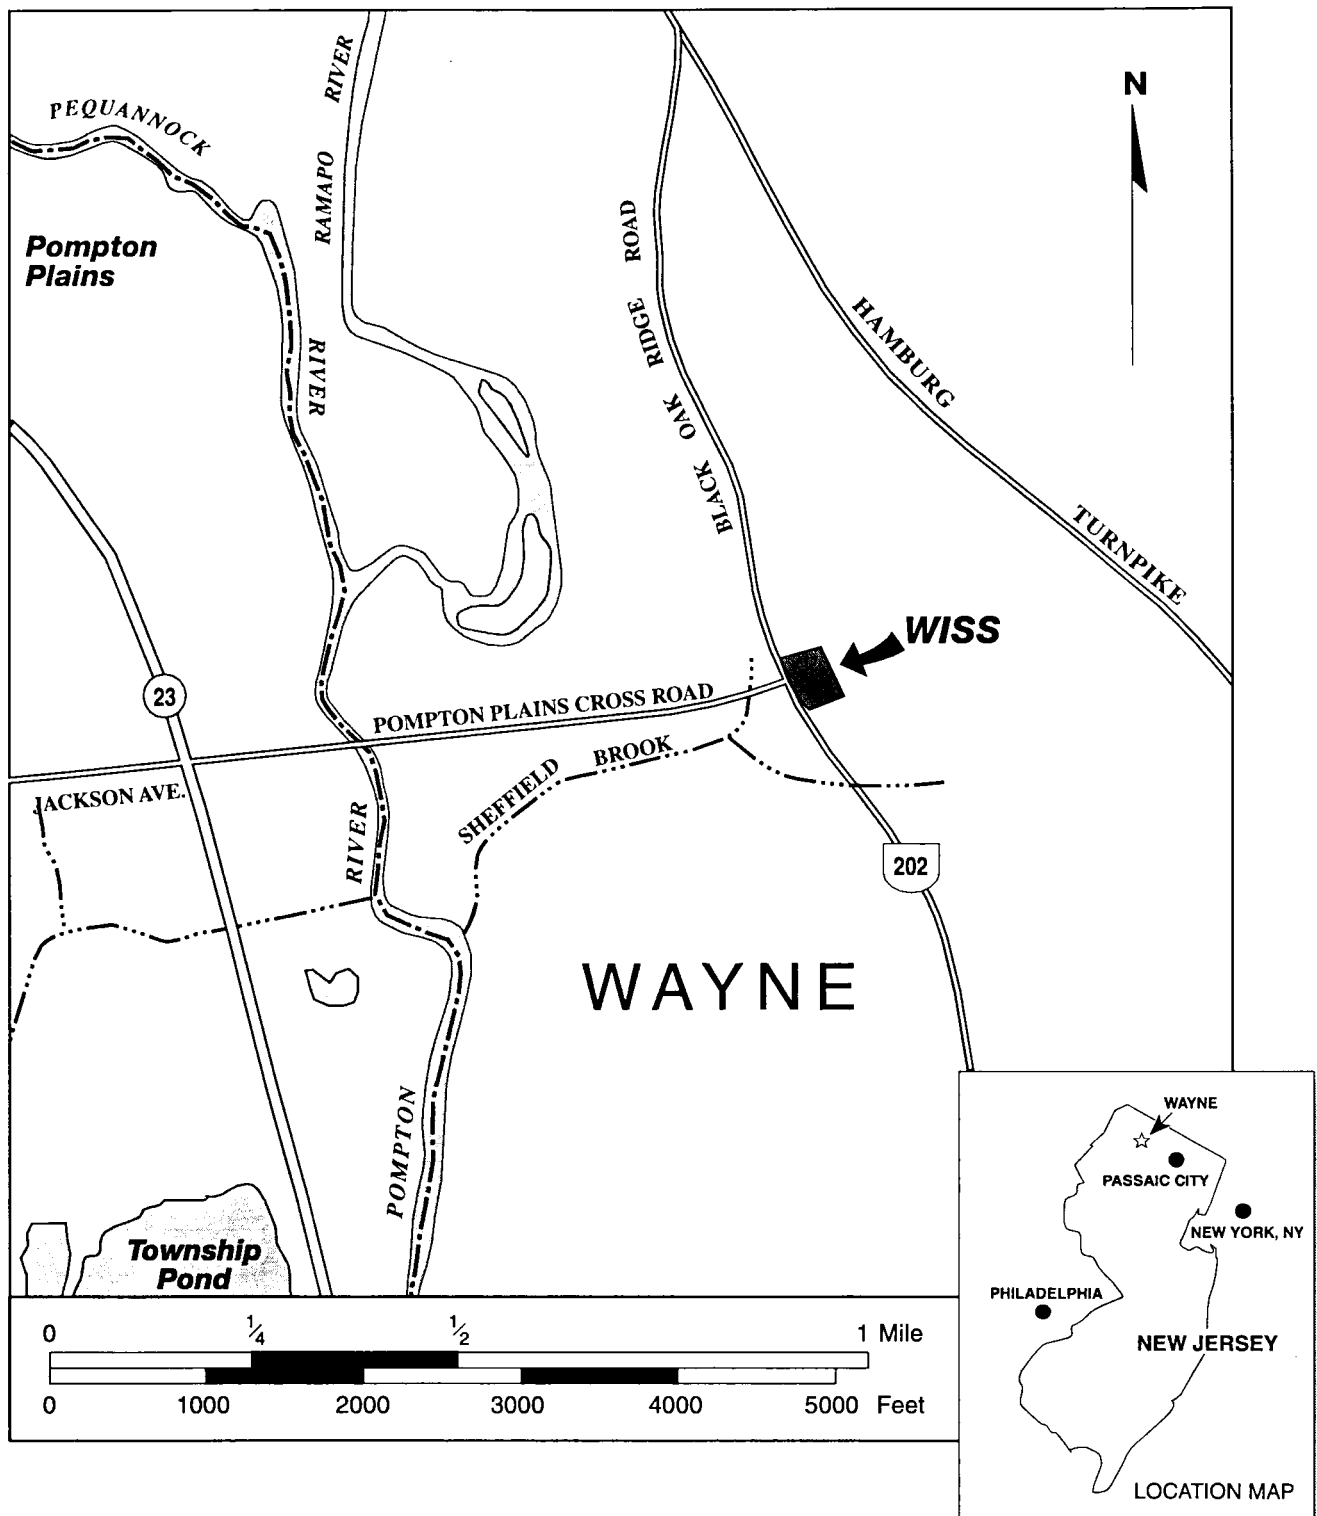 N
PEQUANNOCK
RIVER
RAMAPO
RIVER
Pompton
Plains
BLACK OAK RIDGE ROAD
HAMBURG
TURNPIKE
WISS
23
POMPTON PLAINS CROSS ROAD
JACKSON AVE.
SHEFFIELD
BROOK
RIVER
202
WAYNE
POMPTON
Township
Pond
0 1/4 1/2 1 Mile
0 1000 2000 3000 4000 5000 Feet
WAYNE
PASSAIC CITY
NEW YORK, NY
PHILADELPHIA
NEW JERSEY
LOCATION MAP